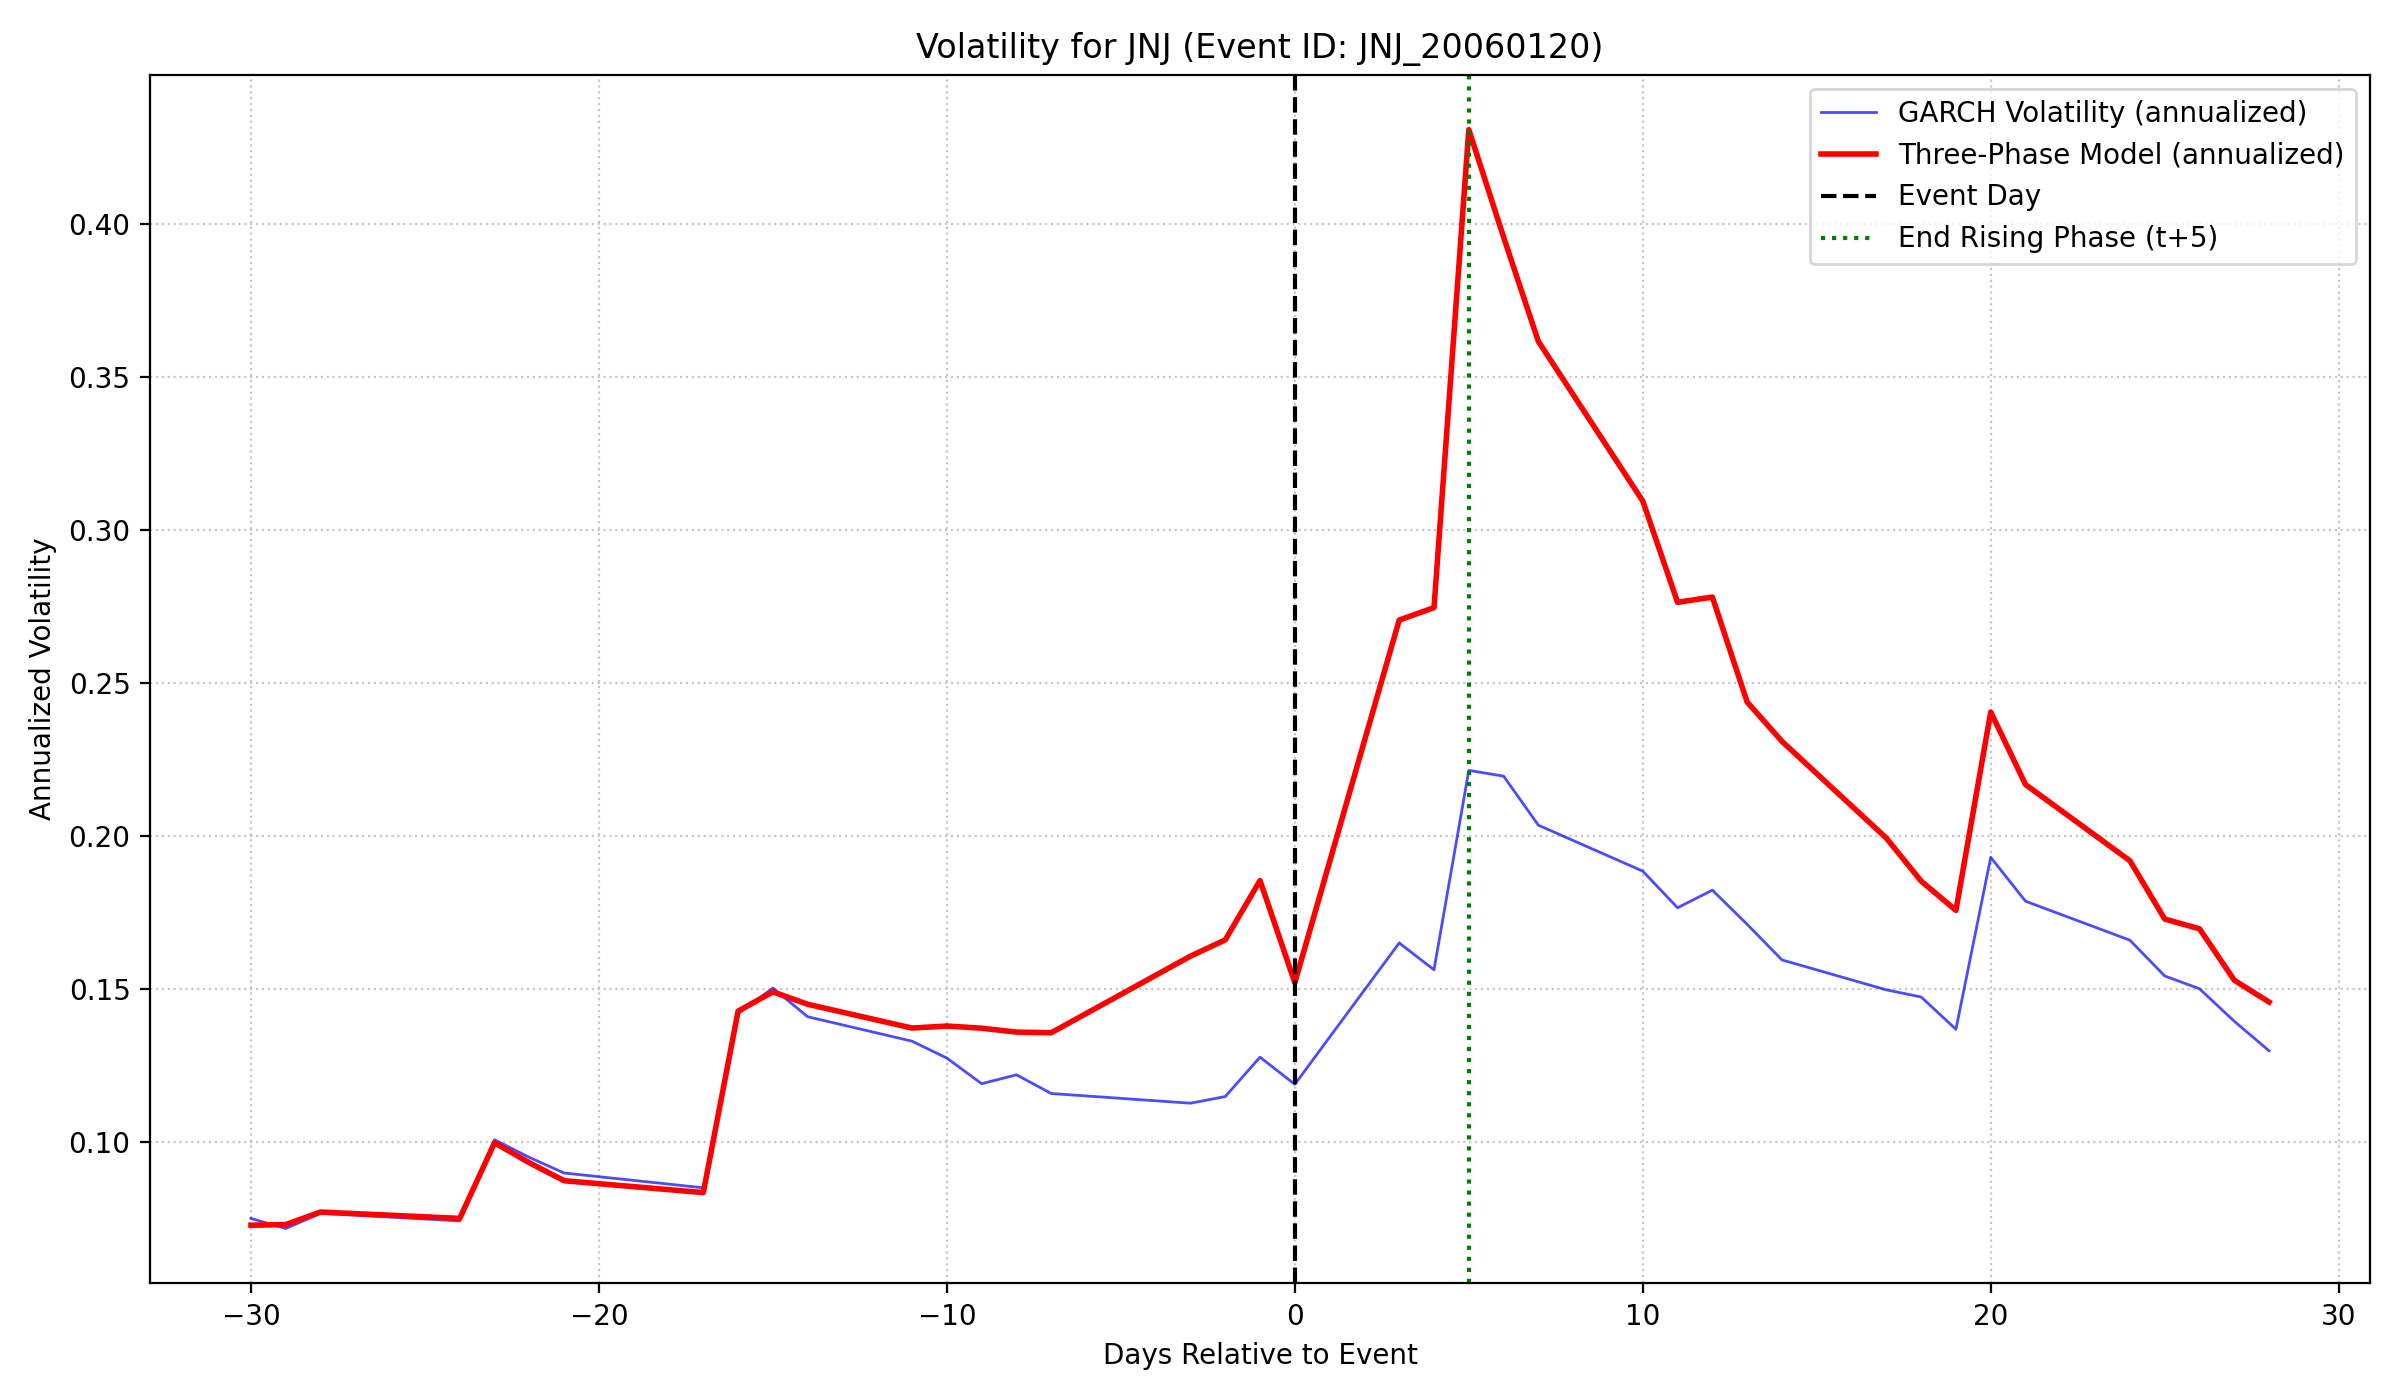 Volatility for JNJ (Event ID: JNJ_20060120)
GARCH Volatility (annualized)
Three-Phase Model (annualized)
Event Day
End Rising Phase (t+5)
Annualized Volatility
0.40
0.35
0.30
0.25
0.20
0.15
0.10
−30
−20
−10
0
10
20
30
Days Relative to Event